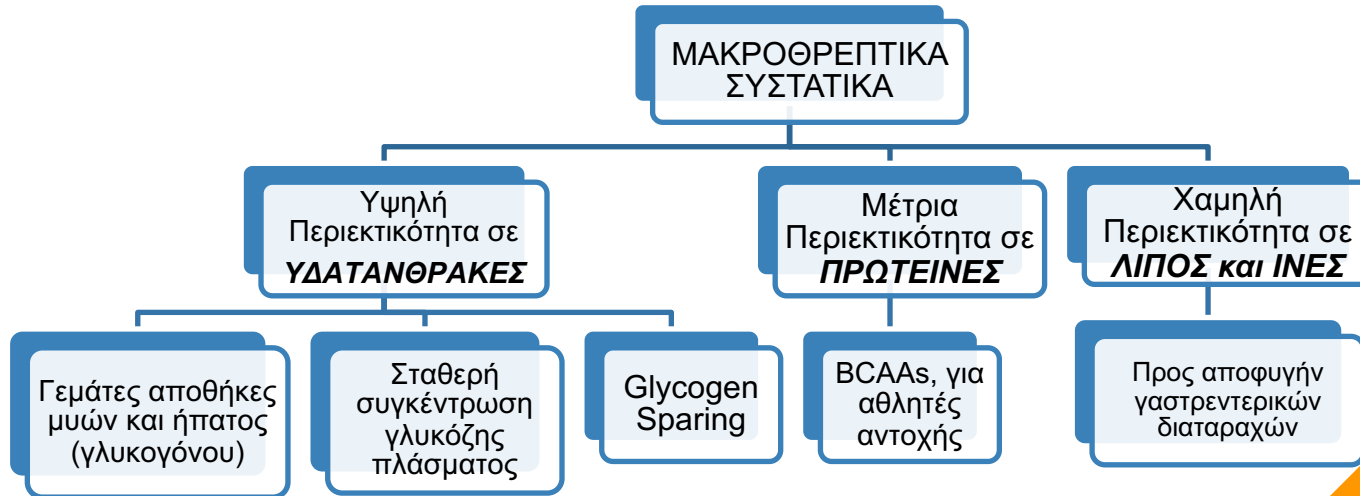 ΜΑΚΡΟΘΡΕΠΤΙΚΑ
ΣΥΣΤΑΤΙΚΑ
Υψηλή
Περιεκτικότητα σε
ΥΔΑΤΑΝΘΡΑΚΕΣ
Μέτρια
Περιεκτικότητα σε
ΠΡΩΤΕΙΝΕΣ
Χαμηλή
Περιεκτικότητα σε
ΛΙΠΟΣ και ΙΝΕΣ
Γεμάτες αποθήκες
μυών και ήπατος
(γλυκογόνου)
Σταθερή
συγκέντρωση
γλυκόζης
πλάσματος
Glycogen
Sparing
BCAAs, για
αθλητές
αντοχής
Προς αποφυγήν
γαστρεντερικών
διαταραχών